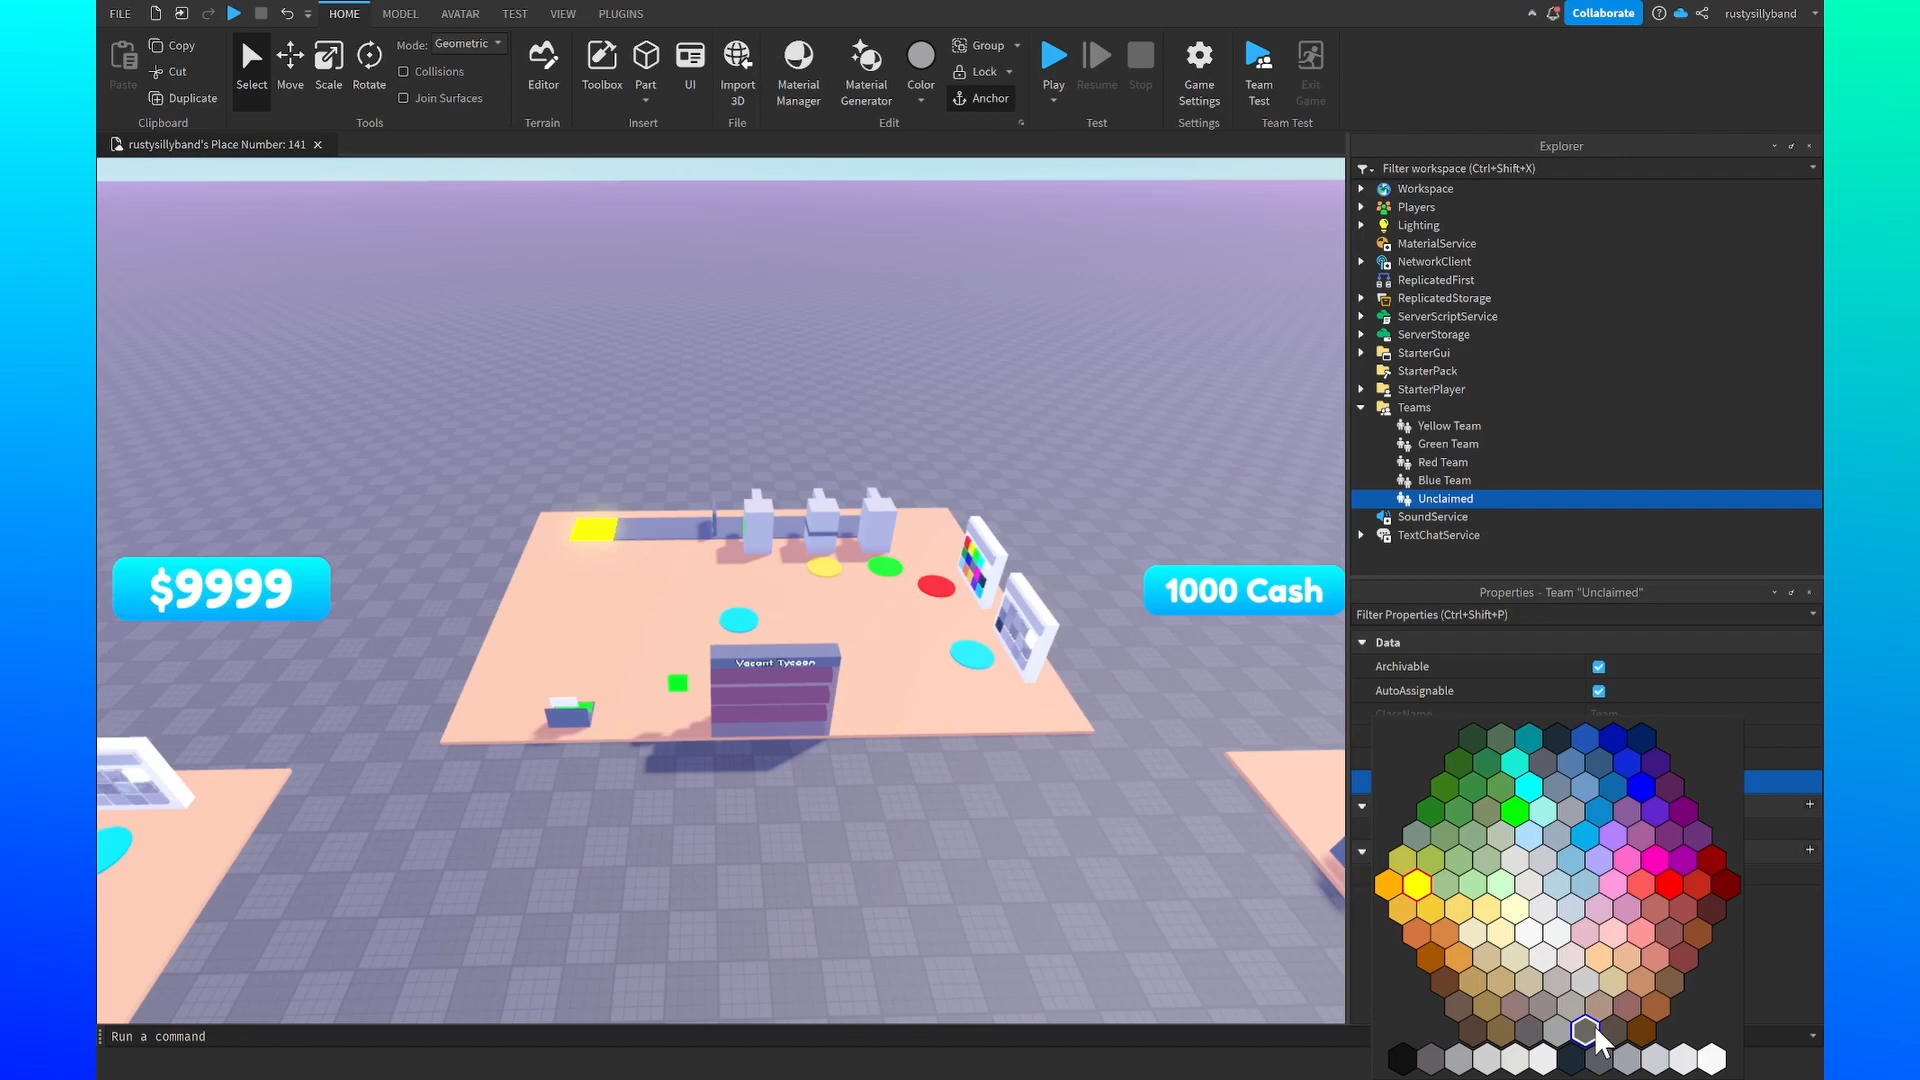 FILE HOME MODEL AVATAR TEST VIEW PLUGINS Collaborate rustysillyband
Paste Copy Cut Duplicate
Clipboard
Select Move Scale Rotate
Mode: Geometric
Collisions
Join Surfaces
Tools
Editor
Terrain
Toolbox Part UI
Insert
Import 3D
File
Material Manager Material Generator Color Group Lock Anchor
Edit
Play Resume Stop
Test
Game Settings
Settings
Team Test Exit Game
Team Test
rustysillyband's Place Number: 141
$9999
1000 Cash
Vacant Tycoon
Run a command
Explorer
Filter workspace (Ctrl+Shift+X)
Workspace
Players
Lighting
MaterialService
NetworkClient
ReplicatedFirst
ReplicatedStorage
ServerScriptService
ServerStorage
StarterGui
StarterPack
StarterPlayer
Teams
Yellow Team
Green Team
Red Team
Blue Team
Unclaimed
SoundService
TextChatService
Properties - Team "Unclaimed"
Filter Properties (Ctrl+Shift+P)
Data
Archivable
AutoAssignable
ClassName Team